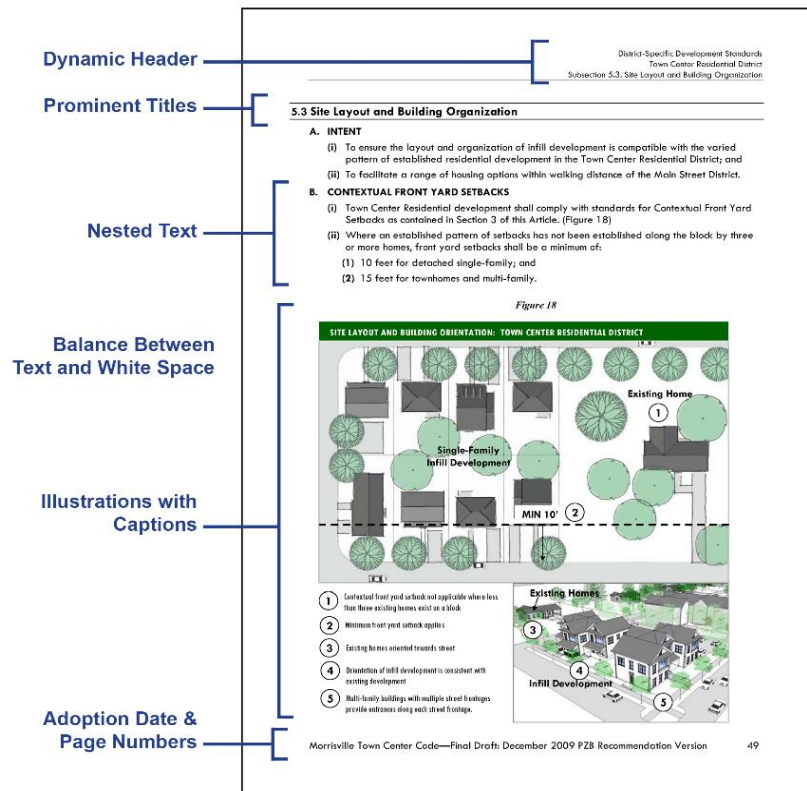 Dynamic Header
District-Specific Development Standards
Town Center Residential District
Subsection 5.3. Site Layout and Building Organization
Prominent Titles
5.3 Site Layout and Building Organization
A. INTENT
(i) To ensure the layout and organization of infill development is compatible with the varied
pattern of established residential development in the Town Center Residential District; and
(ii) To facilitate a range of housing options within walking distance of the Main Street District.
Nested Text
B. CONTEXTUAL FRONT YARD SETBACKS
(i) Town Center Residential development shall comply with standards for Contextual Front Yard
Setbacks as contained in Section 3 of this Article. (Figure 18)
(ii) Where an established pattern of setbacks has not been established along the block by three
or more homes, front yard setbacks shall be a minimum of:
(1) 10 feet for detached single-family; and
(2) 15 feet for townhomes and multi-family.
Balance Between
Text and White Space
Illustrations with
Captions
Figure 18
SITE LAYOUT AND BUILDING ORIENTATION: TOWN CENTER RESIDENTIAL DISTRICT
Existing Home
1
Single-Family
Infill Development
MIN 10' 2
1 Contextual front yard setback not applicable where less
than three existing homes exist on a block
2 Minimum front yard setback applies
3 Existing homes oriented towards street
4 Orientation of infill development is consistent with
existing development
5 Multi-family buildings with multiple street frontages
provide entrances along each street frontage.
Existing Homes
3
4
Infill Development
5
Adoption Date &
Page Numbers
Morrisville Town Center Code—Final Draft: December 2009 PZB Recommendation Version 49